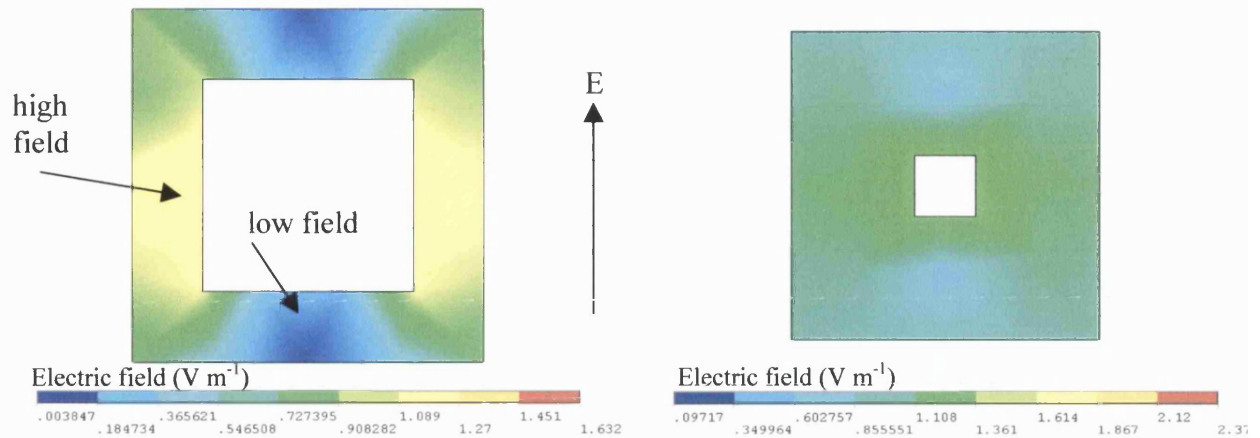 high
field
low field
E
Electric field (V m⁻¹)
.003847 .365621 .727395 1.089 1.451
.184734 .546508 .908282 1.27 1.632
Electric field (V m⁻¹)
.09717 .602757 1.108 1.614 2.12
.349964 .855551 1.361 1.867 2.37